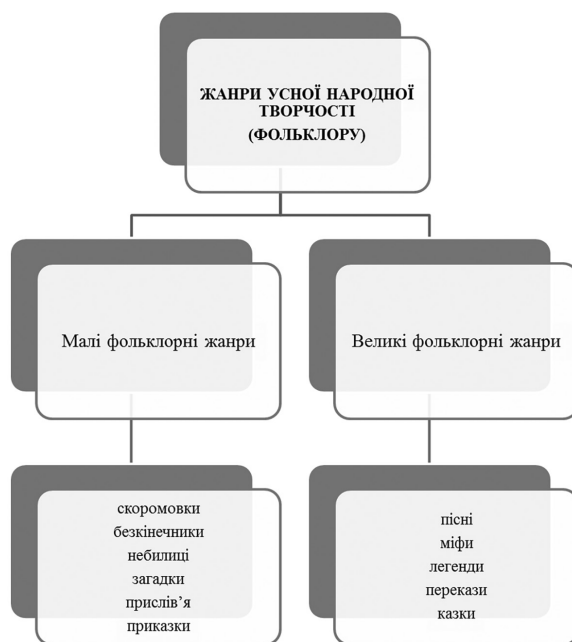 ЖАНРИ УСНОЇ НАРОДНОЇ
ТВОРЧОСТІ
(ФОЛЬКЛОРУ)
Малі фольклорні жанри
Великі фольклорні жанри
скоромовки
безкінечники
небилиці
загадки
прислів’я
приказки
пісні
міфи
легенди
перекази
казки